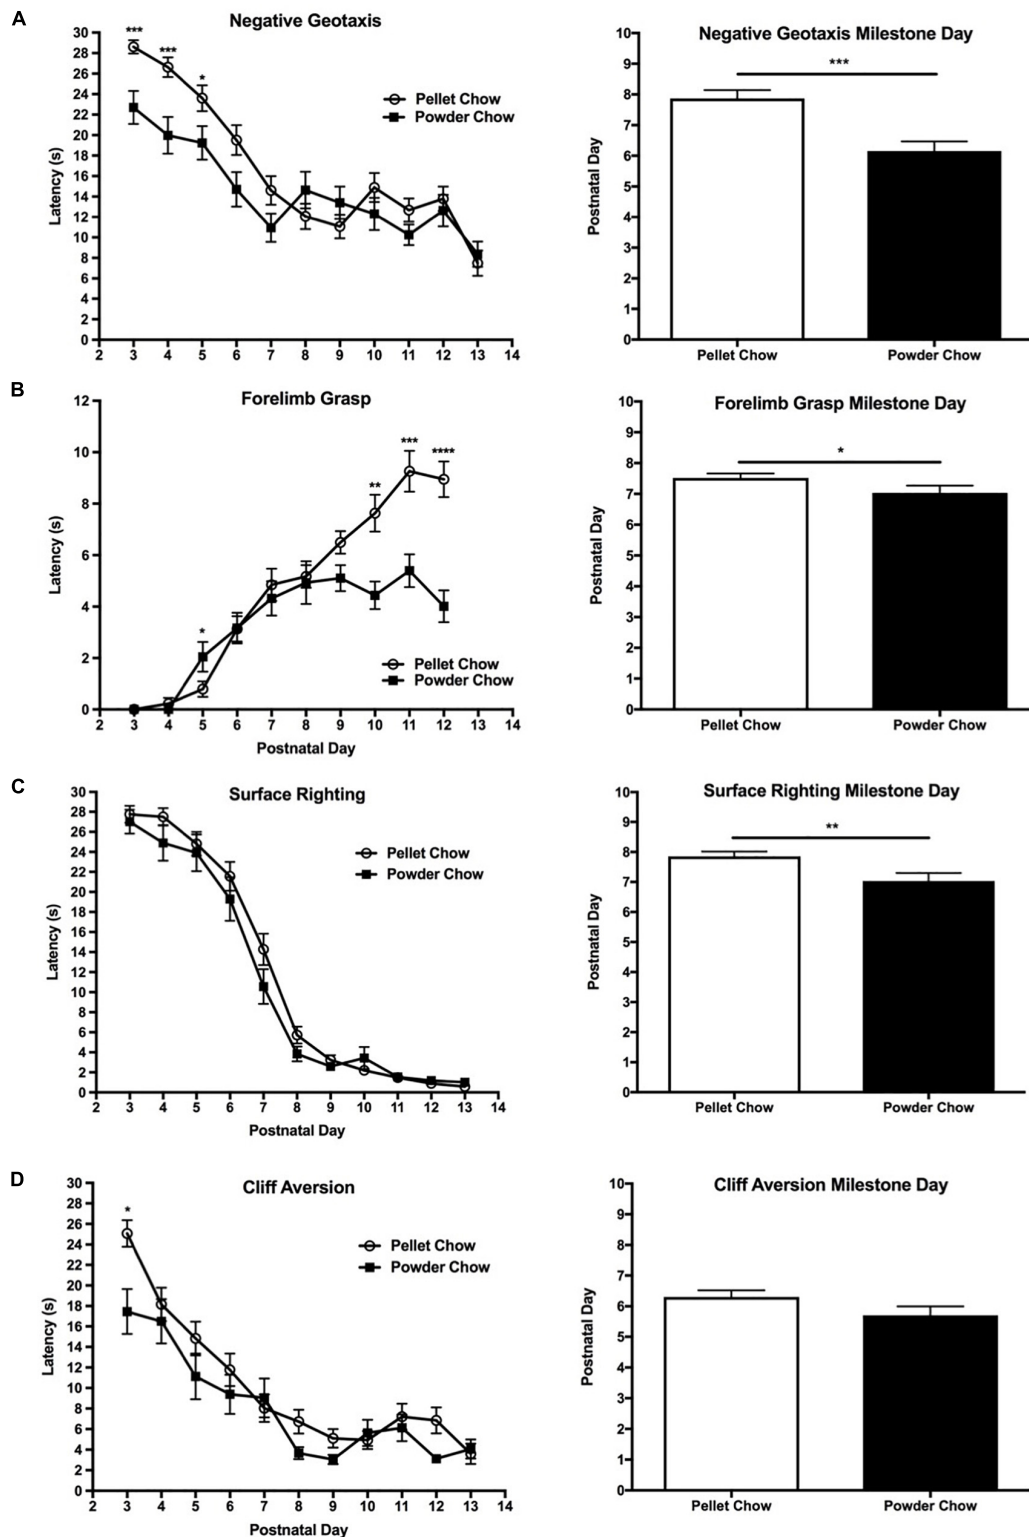 A
Negative Geotaxis
***
***
*
Pellet Chow
Powder Chow
Latency (s)
30
28
26
24
22
20
18
16
14
12
10
8
6
4
2
0
2 3 4 5 6 7 8 9 10 11 12 13 14
Negative Geotaxis Milestone Day
***
Postnatal Day
10
9
8
7
6
5
4
3
2
1
0
Pellet Chow Powder Chow
B
Forelimb Grasp
*
**
***
****
Pellet Chow
Powder Chow
Latency (s)
12
10
8
6
4
2
0
2 3 4 5 6 7 8 9 10 11 12 13 14
Postnatal Day
Forelimb Grasp Milestone Day
*
Postnatal Day
10
9
8
7
6
5
4
3
2
1
0
Pellet Chow Powder Chow
C
Surface Righting
Pellet Chow
Powder Chow
Latency (s)
30
28
26
24
22
20
18
16
14
12
10
8
6
4
2
0
2 3 4 5 6 7 8 9 10 11 12 13 14
Postnatal Day
Surface Righting Milestone Day
**
Postnatal Day
10
9
8
7
6
5
4
3
2
1
0
Pellet Chow Powder Chow
D
Cliff Aversion
*
Pellet Chow
Powder Chow
Latency (s)
30
28
26
24
22
20
18
16
14
12
10
8
6
4
2
0
2 3 4 5 6 7 8 9 10 11 12 13 14
Postnatal Day
Cliff Aversion Milestone Day
Postnatal Day
10
9
8
7
6
5
4
3
2
1
0
Pellet Chow Powder Chow